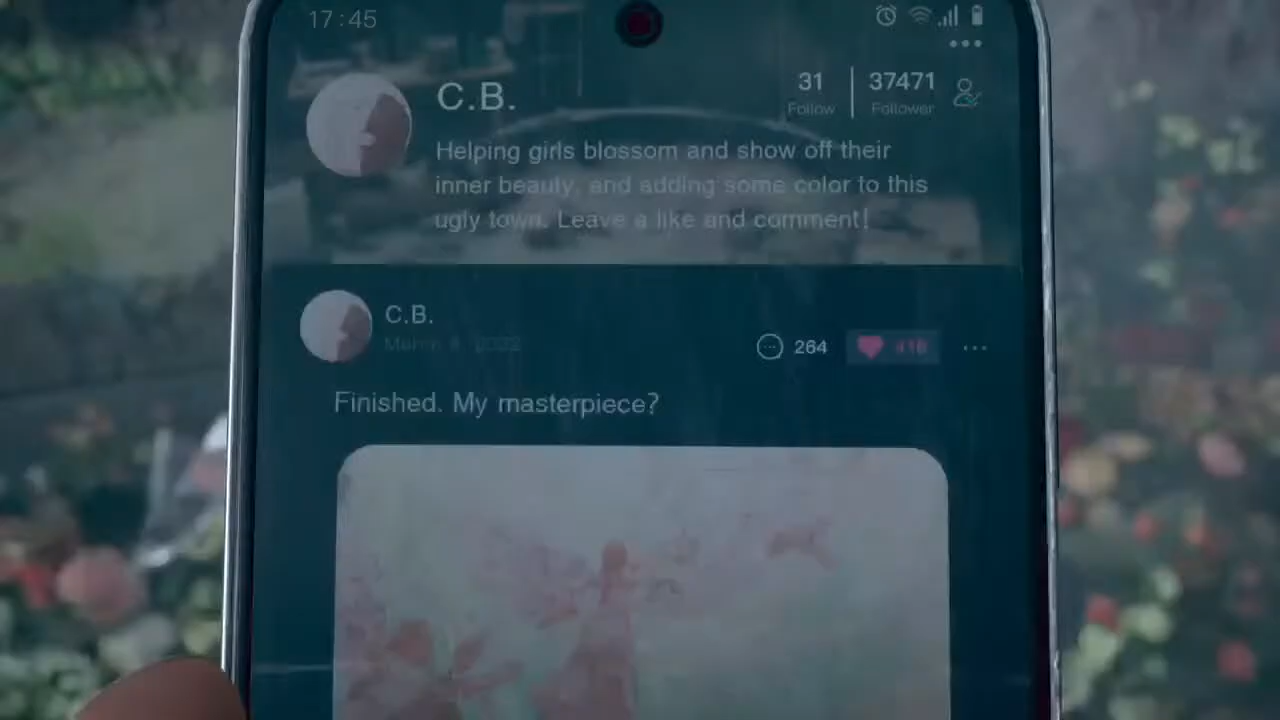 17:45
C.B.
31
37471
Follow
Follower
Helping girls blossom and show off their
inner beauty, and adding some color to this
ugly town. Leave a like and comment!
C.B.
264
Finished. My masterpiece?